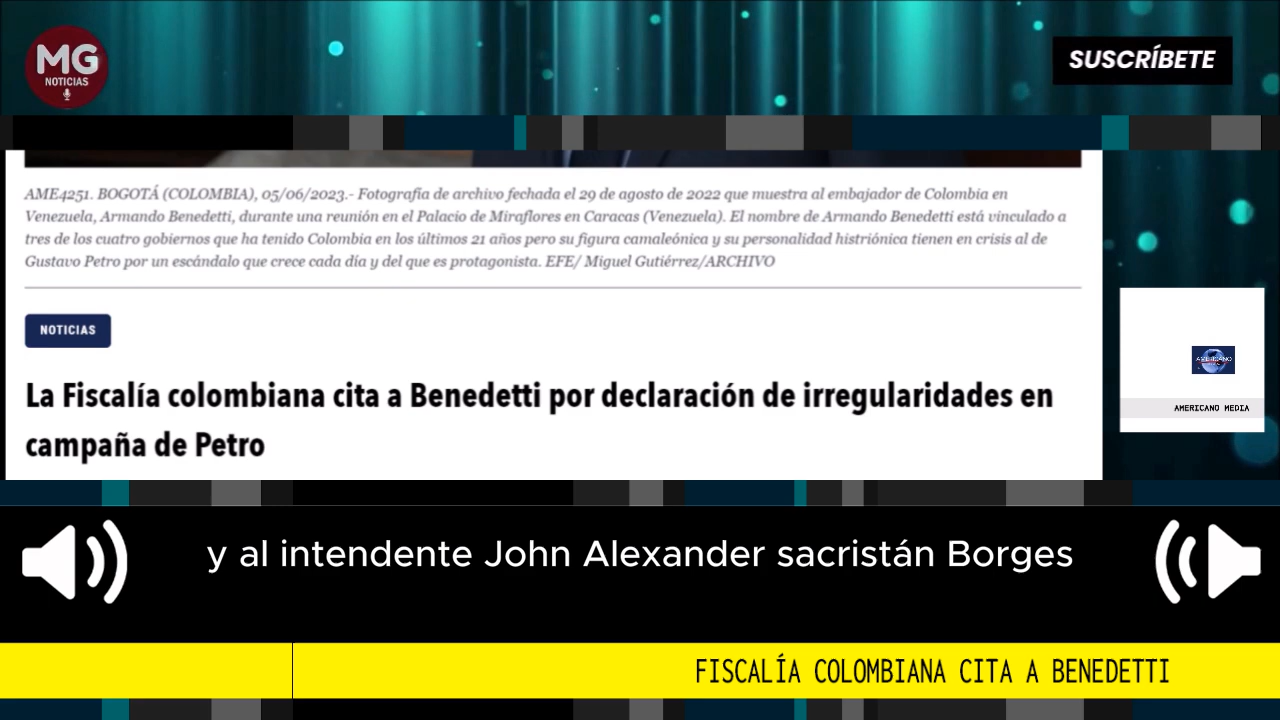 MG
NOTICIAS
SUSCRÍBETE
AME4251. BOGOTÁ (COLOMBIA), 05/06/2023.- Fotografía de archivo fechada el 29 de agosto de 2022 que muestra al embajador de Colombia en
Venezuela, Armando Benedetti, durante una reunión en el Palacio de Miraflores en Caracas (Venezuela). El nombre de Armando Benedetti está vinculado a
tres de los cuatro gobiernos que ha tenido Colombia en los últimos 21 años pero su figura camaleónica y su personalidad histriónica tienen en crisis al de
Gustavo Petro por un escándalo que crece cada día y del que es protagonista. EFE/ Miguel Gutiérrez/ARCHIVO
NOTICIAS
La Fiscalía colombiana cita a Benedetti por declaración de irregularidades en
campaña de Petro
AMERICANO
AMERICANO MEDIA
y al intendente John Alexander sacristán Borges
FISCALÍA COLOMBIANA CITA A BENEDETTI